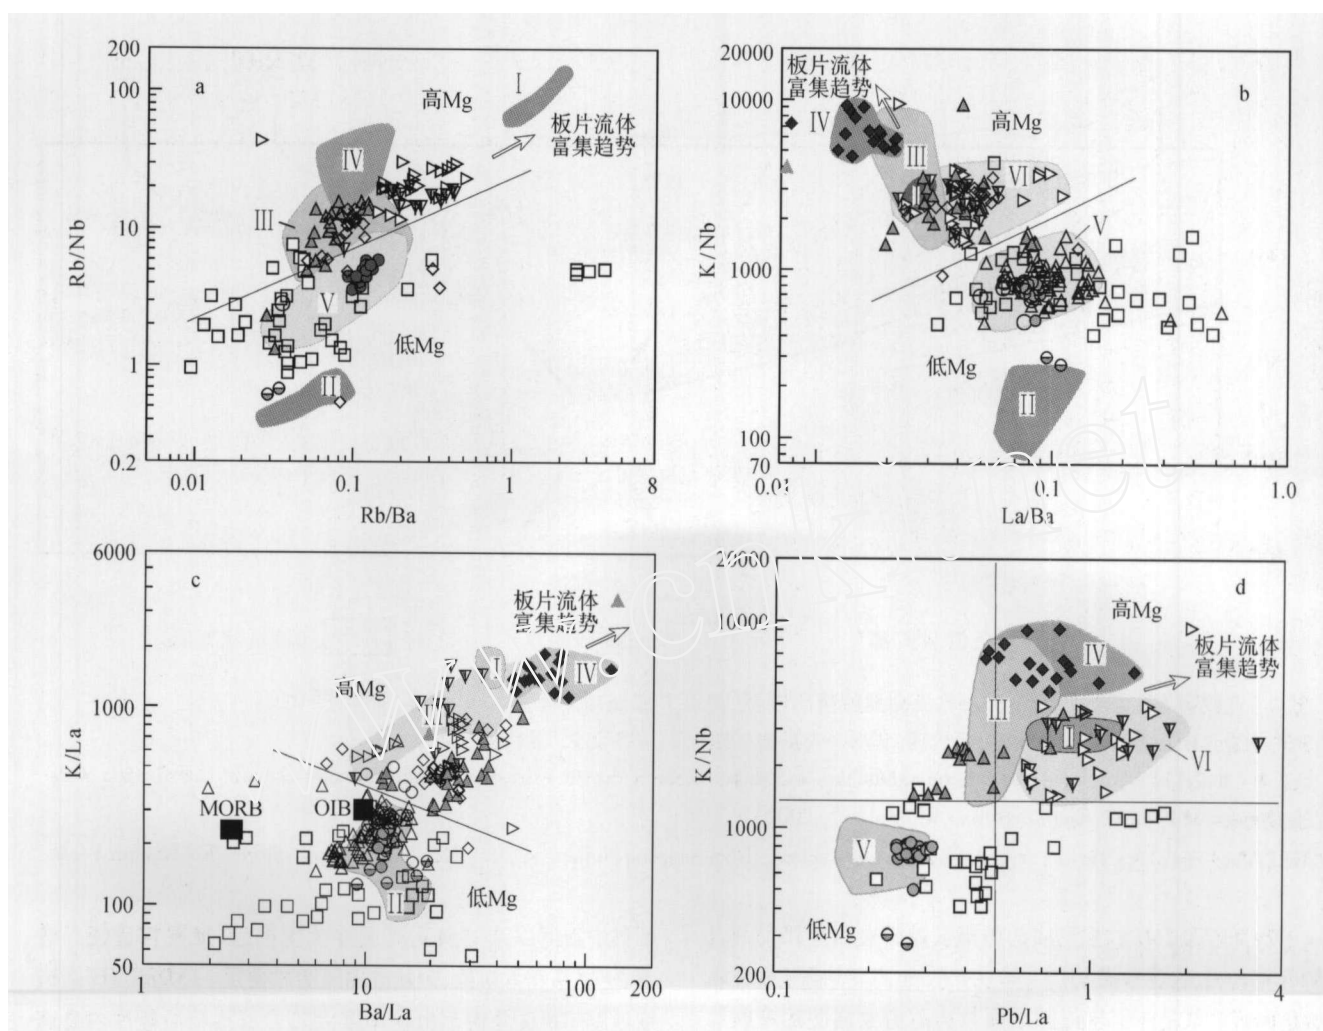 200
100
10
1
0.2
Rb/Nb
a
高Mg
I
板片流体
富集趋势
IV
III
V
低Mg
II
0.01
0.1
1
8
Rb/Ba
20000
10000
1000
100
70
K/Nb
板片流体
富集趋势
b
高Mg
IV
III
VI
I
V
低Mg
II
0.1
1.0
La/Ba
6000
1000
100
50
K/La
c
板片流体
富集趋势
高Mg
I
IV
III
MORB
OIB
低Mg
II
1
10
100
200
Ba/La
20000
10000
1000
200
K/Nb
d
高Mg
板片流体
富集趋势
IV
III
II
VI
V
低Mg
0.1
1
4
Pb/La